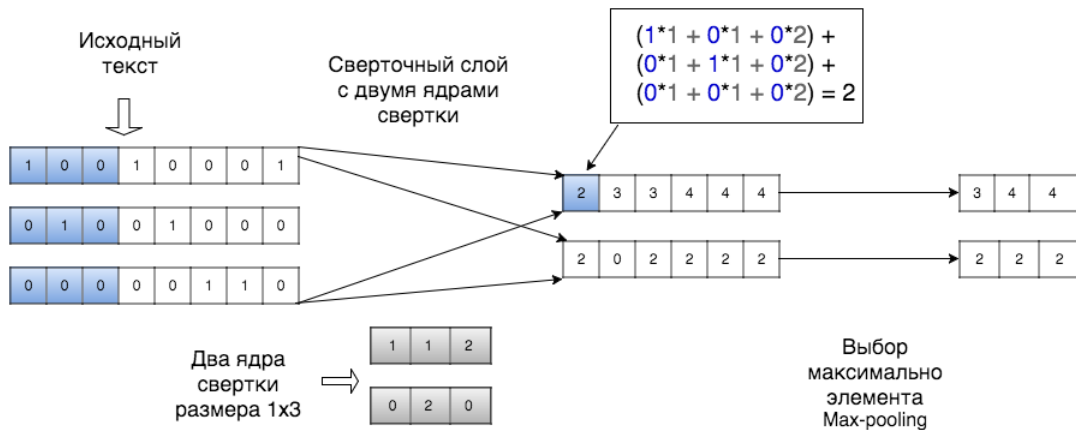 Исходный
текст
Сверточный слой
с двумя ядрами
свертки
(1*1 + 0*1 + 0*2) +
(0*1 + 1*1 + 0*2) +
(0*1 + 0*1 + 0*2) = 2
1 0 0 1 0 0 0 1
0 1 0 0 1 0 0 0
0 0 0 0 0 1 1 0
2 3 3 4 4 4
2 0 2 2 2 2
3 4 4
2 2 2
Два ядра
свертки
размера 1x3
1 1 2
0 2 0
Выбор
максимально
элемента
Max-pooling